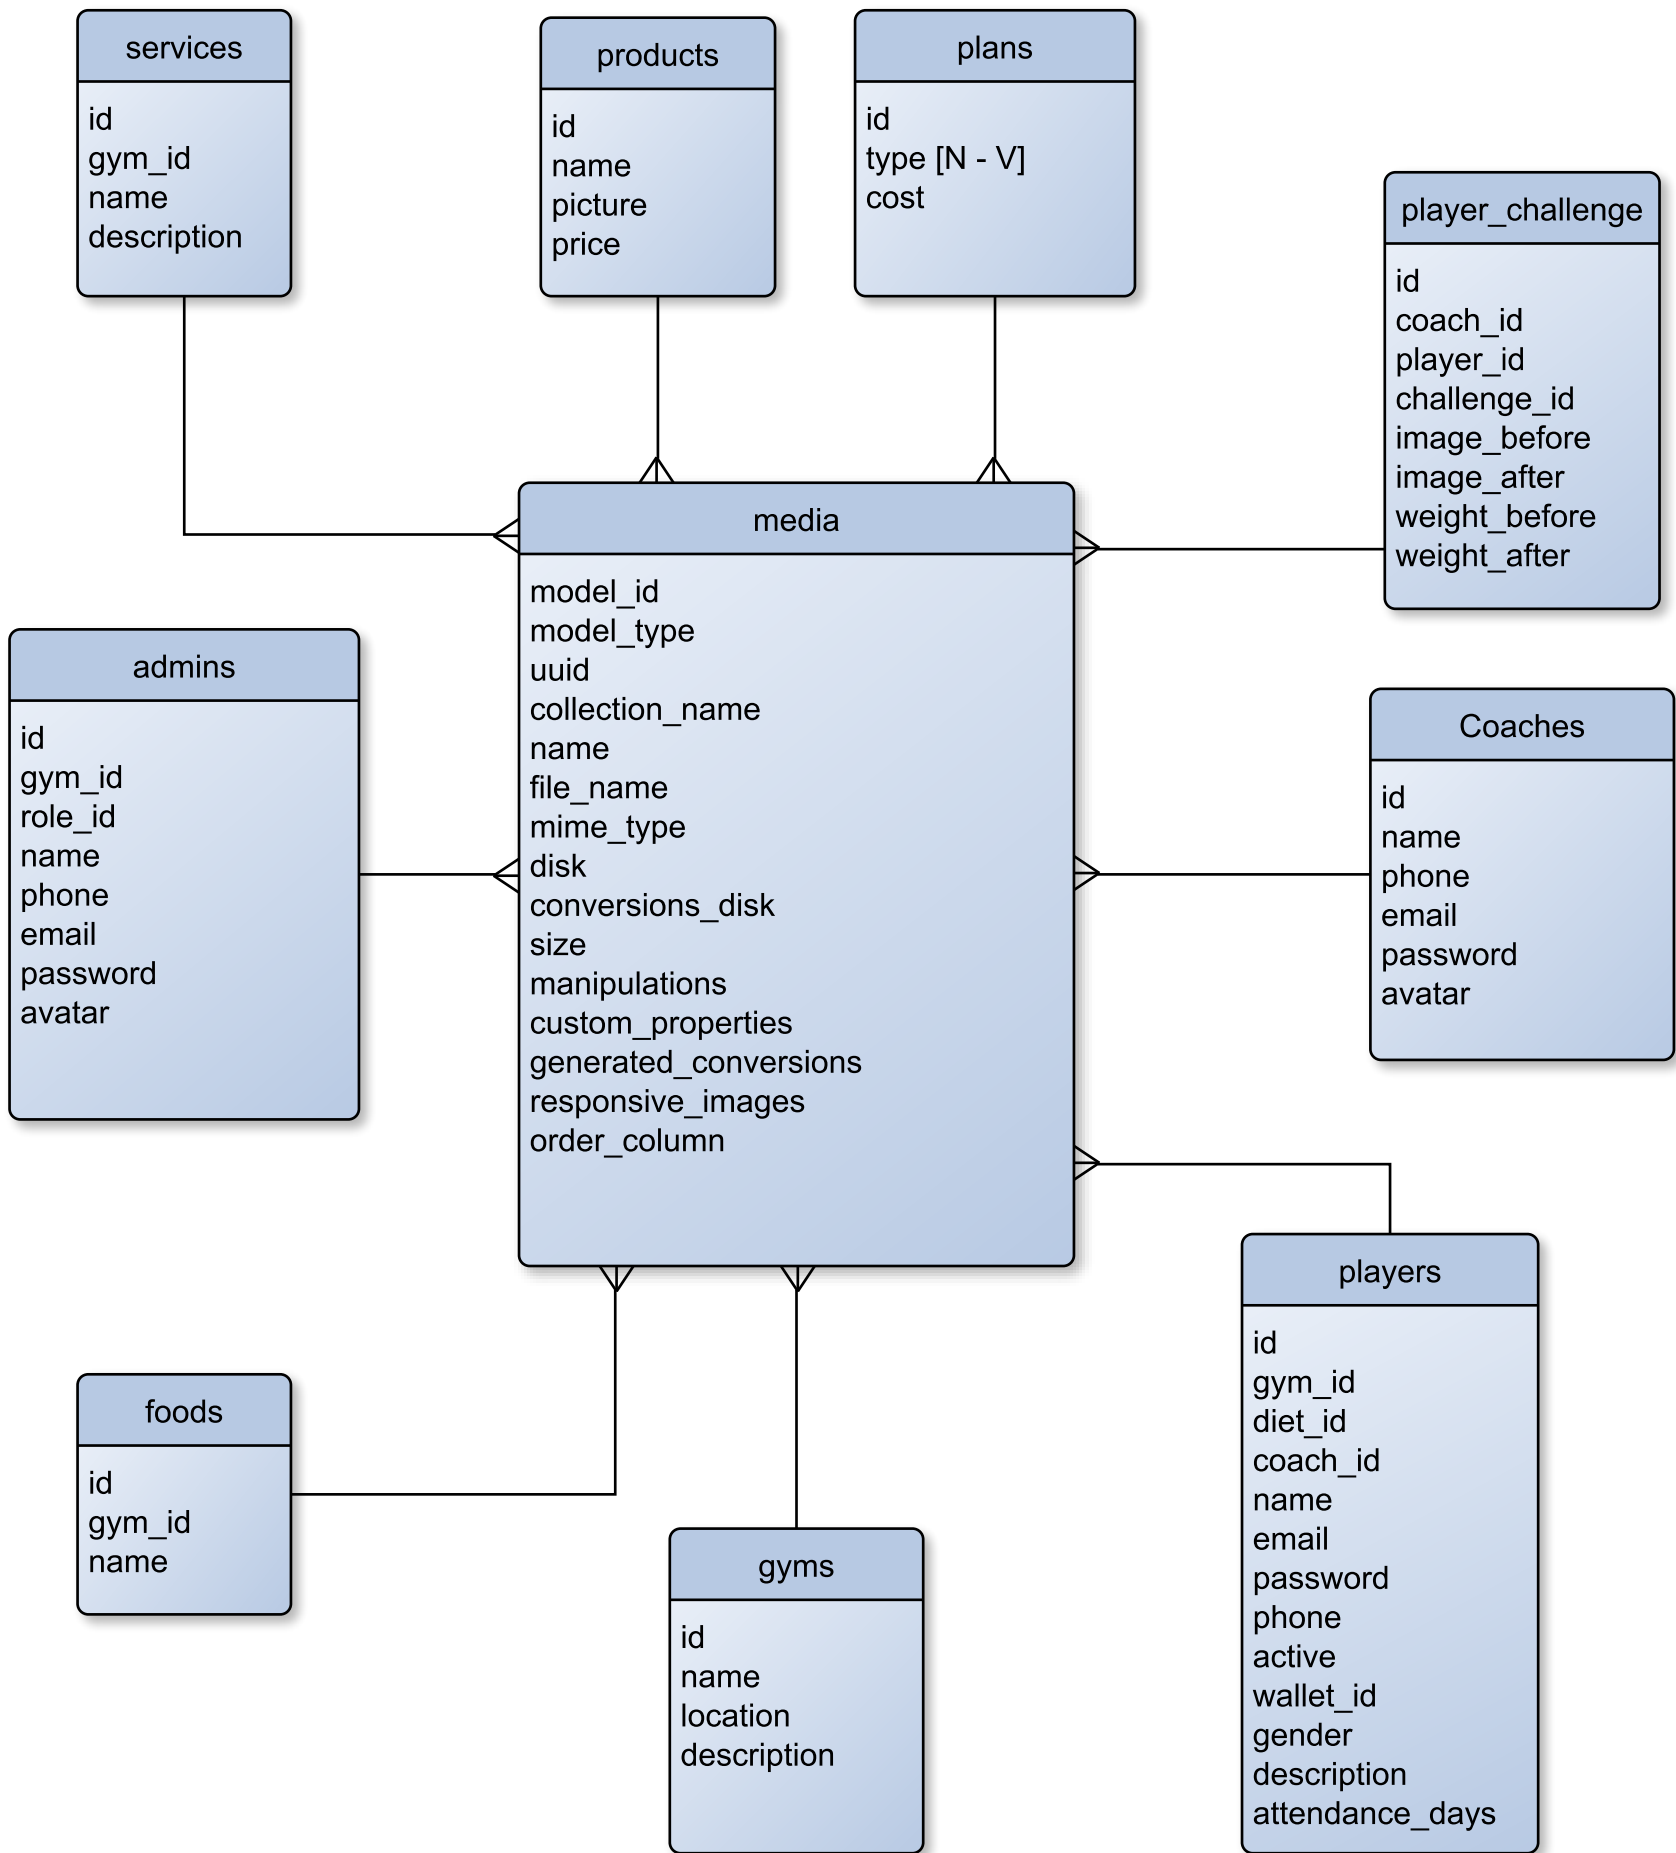 services
id
gym_id
name
description
products
id
name
picture
price
plans
id
type [N - V]
cost
player_challenge
id
coach_id
player_id
challenge_id
image_before
image_after
weight_before
weight_after
media
model_id
model_type
uuid
collection_name
name
file_name
mime_type
disk
conversions_disk
size
manipulations
custom_properties
generated_conversions
responsive_images
order_column
admins
id
gym_id
role_id
name
phone
email
password
avatar
Coaches
id
name
phone
email
password
avatar
players
id
gym_id
diet_id
coach_id
name
email
password
phone
active
wallet_id
gender
description
attendance_days
foods
id
gym_id
name
gyms
id
name
location
description